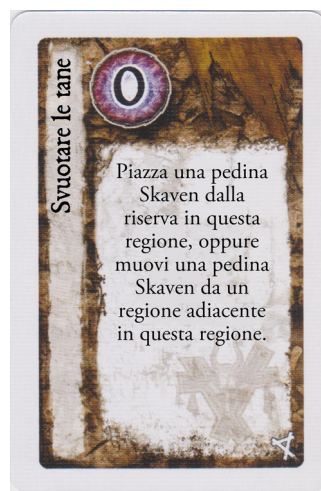 Svuotare le tane
0
Piazza una pedina
Skaven dalla
riserva in questa
regione, oppure
muovi una pedina
Skaven da un
regione adiacente
in questa regione.